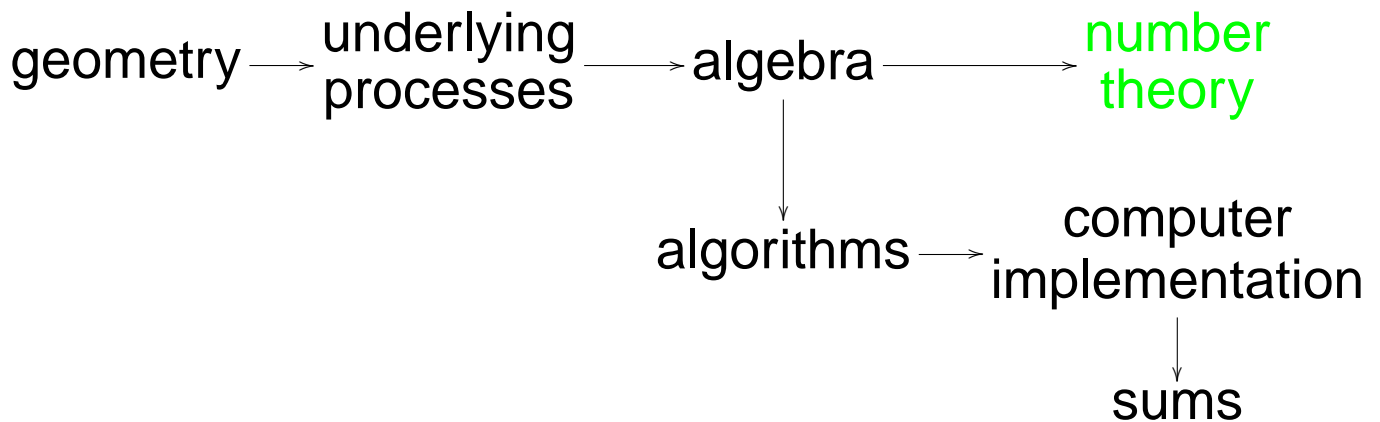 geometry
underlying
processes
algebra
number
theory
algorithms
computer
implementation
sums